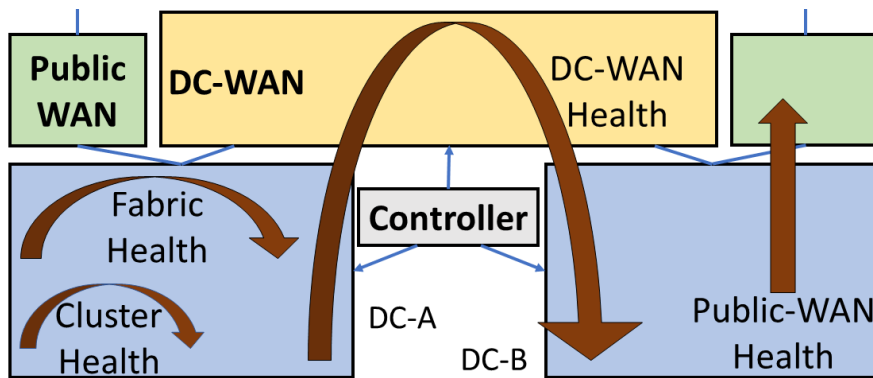 Public
WAN
DC-WAN
DC-WAN
Health
Fabric
Health
Controller
Cluster
Health
DC-A
DC-B
Public-WAN
Health